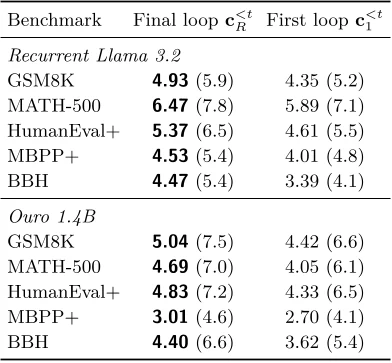 Benchmark Final loop c_R^{<t} First loop c_1^{<t}
Recurrent Llama 3.2
GSM8K 4.93 (5.9) 4.35 (5.2)
MATH-500 6.47 (7.8) 5.89 (7.1)
HumanEval+ 5.37 (6.5) 4.61 (5.5)
MBPP+ 4.53 (5.4) 4.01 (4.8)
BBH 4.47 (5.4) 3.39 (4.1)
Ouro 1.4B
GSM8K 5.04 (7.5) 4.42 (6.6)
MATH-500 4.69 (7.0) 4.05 (6.1)
HumanEval+ 4.83 (7.2) 4.33 (6.5)
MBPP+ 3.01 (4.6) 2.70 (4.1)
BBH 4.40 (6.6) 3.62 (5.4)